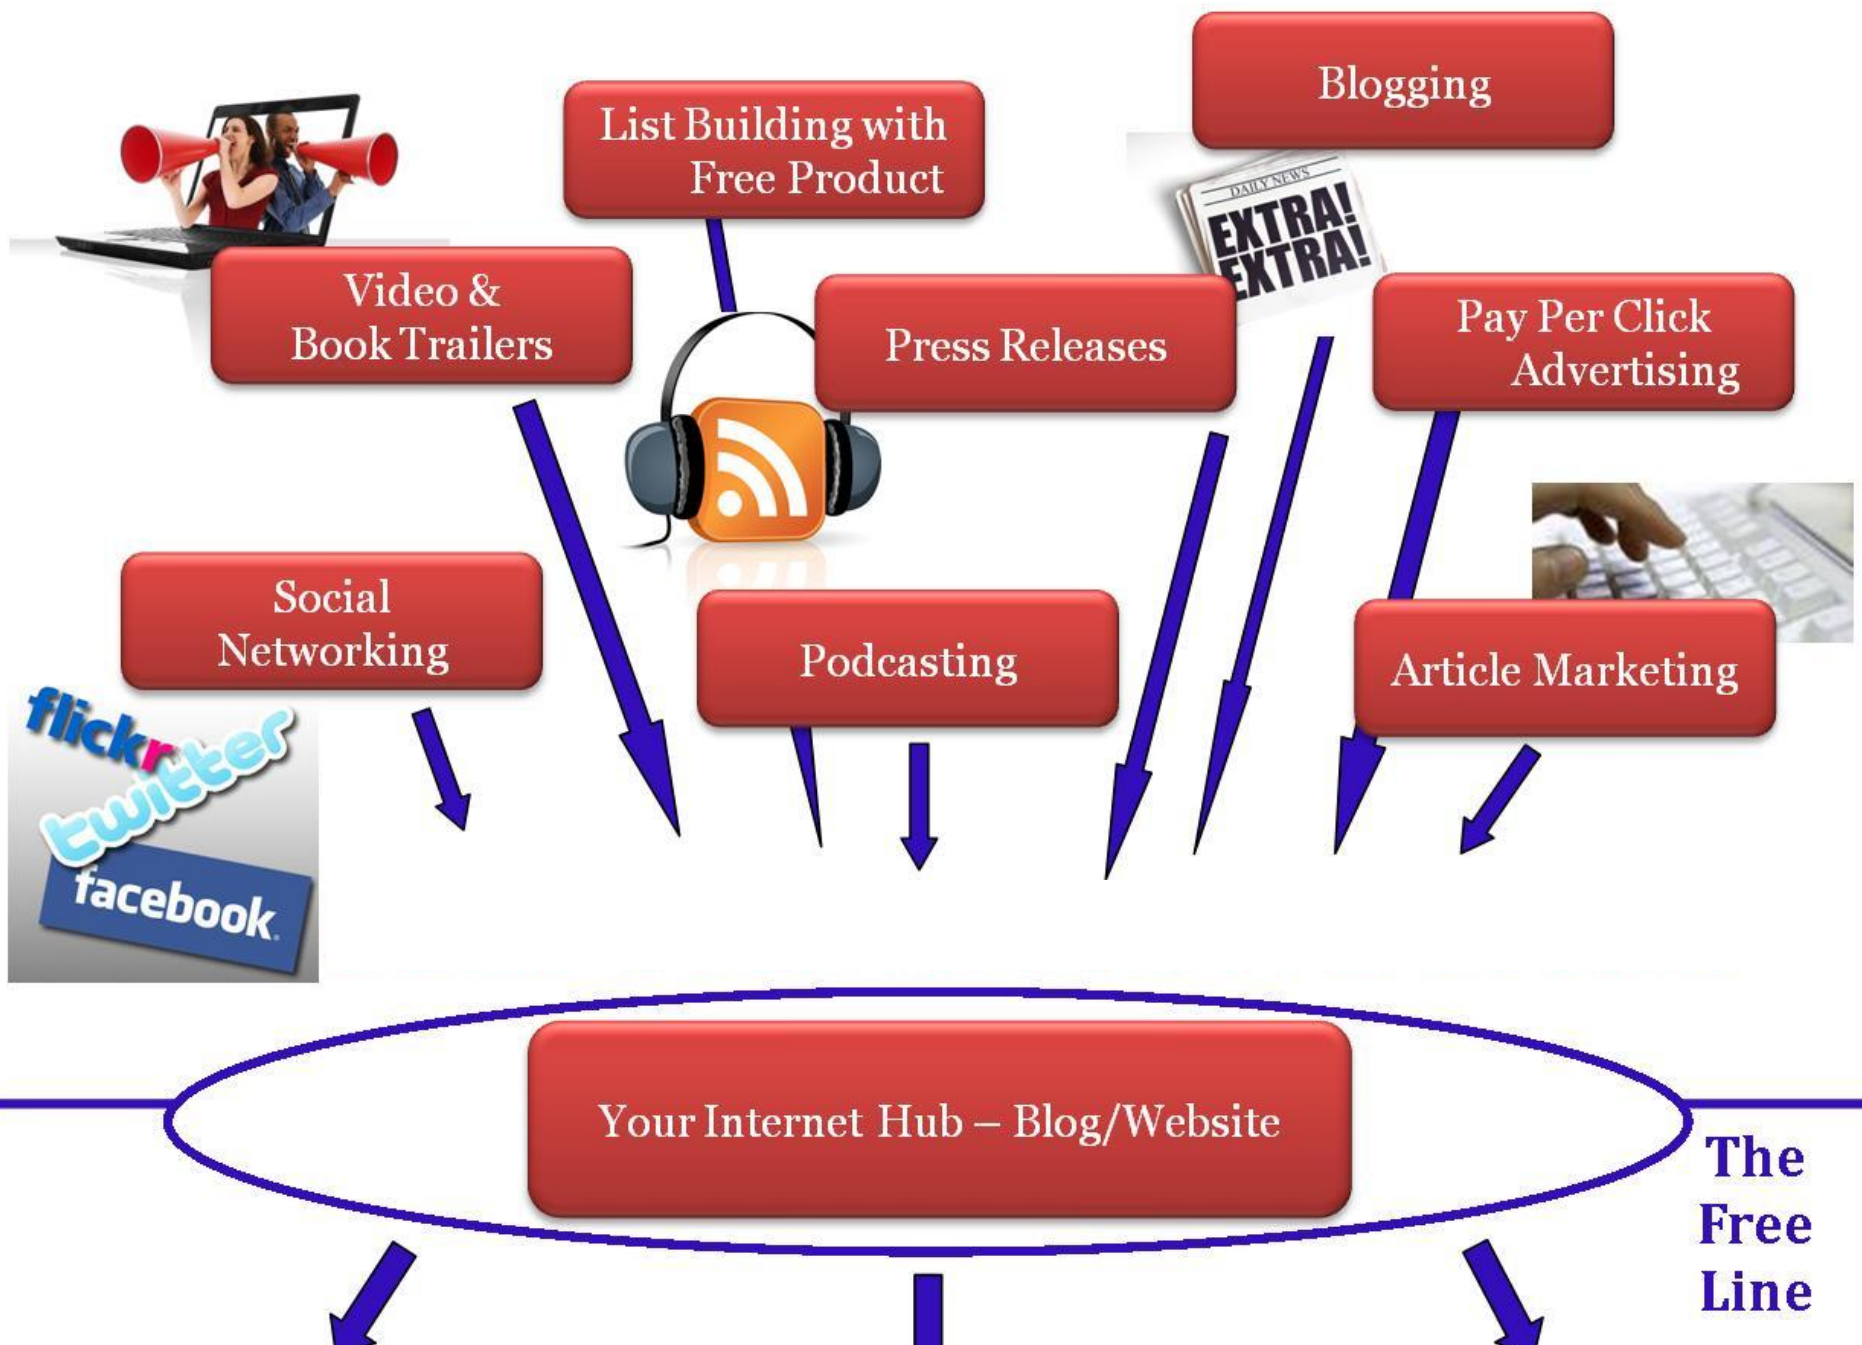 Blogging
List Building with
Free Product
DAILY NEWS
EXTRA!
EXTRA!
Video &
Book Trailers
Press Releases
Pay Per Click
Advertising
Social
Networking
Podcasting
Article Marketing
flickr
twitter
facebook.
Your Internet Hub – Blog/Website
The
Free
Line